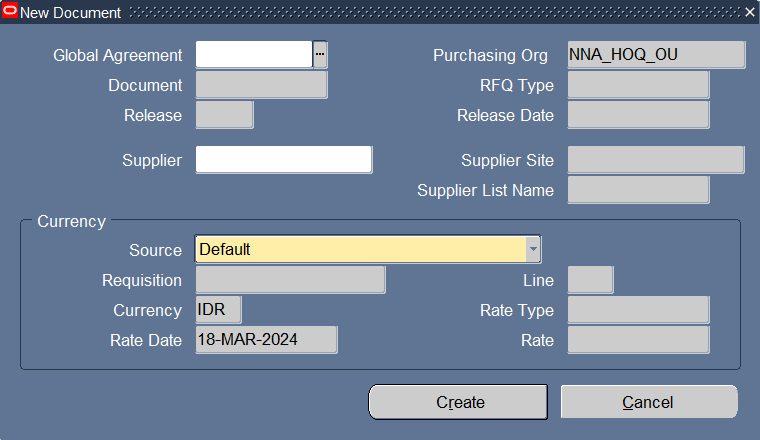 New Document
Global Agreement ... Purchasing Org NNA_HOQ_OU
Document RFQ Type
Release Release Date
Supplier Supplier Site
Supplier List Name
Currency
Source Default
Requisition Line
Currency IDR Rate Type
Rate Date 18-MAR-2024 Rate
Create Cancel